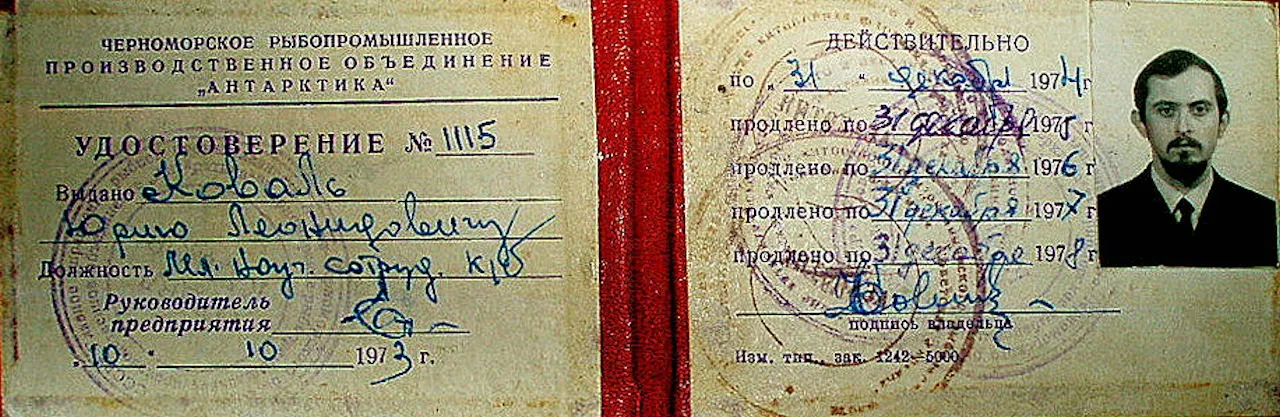 ЧЕРНОМОРСКОЕ РЫБОПРОМЫШЛЕННОЕ
ПРОИЗВОДСТВЕННОЕ ОБЪЕДИНЕНИЕ
„АНТАРКТИКА“
УДОСТОВЕРЕНИЕ № 1115
Выдано Коваль
Юрию Леонидовичу
Должность Мл. науч. сотруд.
Руководитель
предприятия
„10 “ 10 1973 г.
ДЕЙСТВИТЕЛЬНО
по „31 “ декабря 1974 г
продлено по 31 декабря 1975 г
продлено по 31 декабря 1976 г
продлено по 31 декабря 1977 г
продлено по 31 декабря 1978 г
подпись владельца
Изм. тип., зак. 1242—5000.